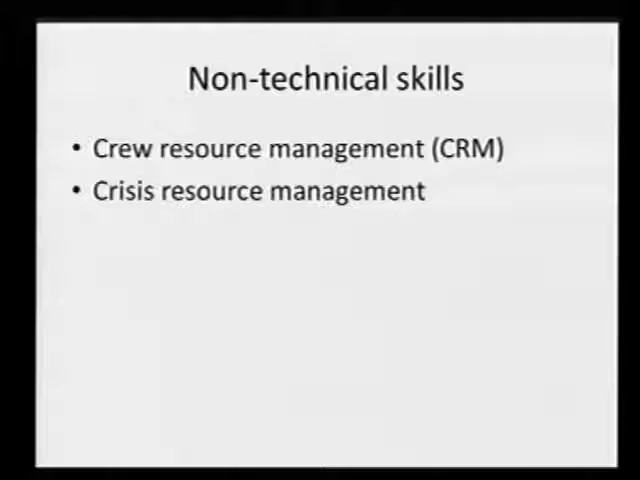 Non-technical skills
• Crew resource management (CRM)
• Crisis resource management